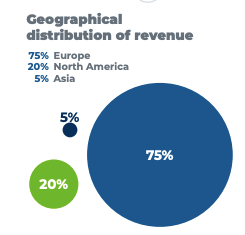 Geographical
distribution of revenue
75% Europe
20% North America
5% Asia
5%
75%
20%